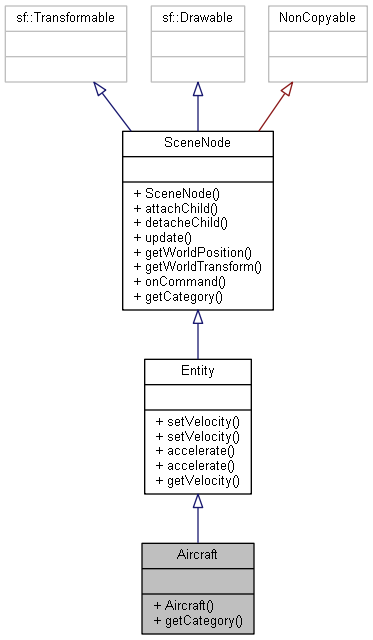 sf::Transformable
sf::Drawable
NonCopyable
SceneNode
+ SceneNode()
+ attachChild()
+ detacheChild()
+ update()
+ getWorldPosition()
+ getWorldTransform()
+ onCommand()
+ getCategory()
Entity
+ setVelocity()
+ setVelocity()
+ accelerate()
+ accelerate()
+ getVelocity()
Aircraft
+ Aircraft()
+ getCategory()